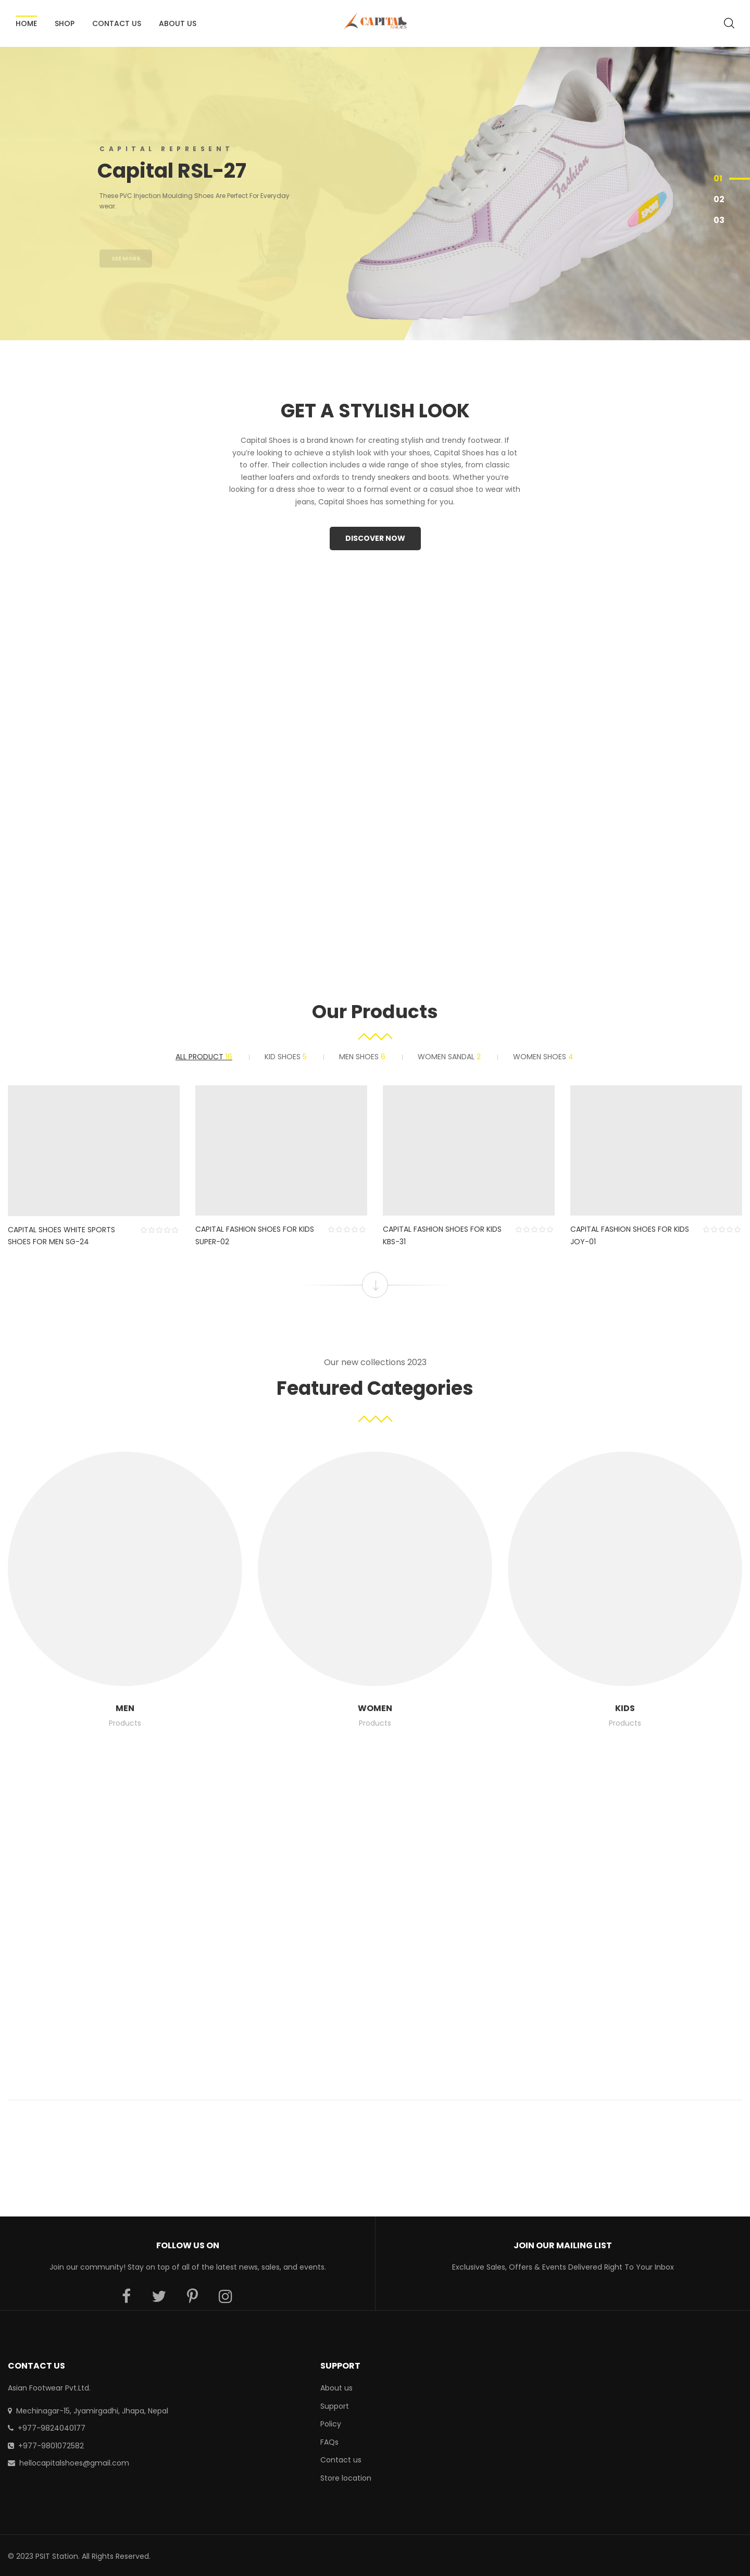 HOME SHOP CONTACT US ABOUT US
CAPITAL
CAPITAL REPRESENT
Capital RSL-27
These PVC Injection Moulding Shoes Are Perfect For Everyday
wear.
SEE MORE
Fashion
SPORT
01
02
03
GET A STYLISH LOOK
Capital Shoes is a brand known for creating stylish and trendy footwear. If
you're looking to achieve a stylish look with your shoes, Capital Shoes has a lot
to offer. Their collection includes a wide range of shoe styles, from classic
leather loafers and oxfords to trendy sneakers and boots. Whether you're
looking for a dress shoe to wear to a formal event or a casual shoe to wear with
jeans, Capital Shoes has something for you.
DISCOVER NOW
Our Products
ALL PRODUCT KID SHOES 5 MEN SHOES 6 WOMEN SANDAL 2 WOMEN SHOES 4
CAPITAL SHOES WHITE SPORTS
SHOES FOR MEN SG-24
CAPITAL FASHION SHOES FOR KIDS
SUPER-02
CAPITAL FASHION SHOES FOR KIDS
KBS-31
CAPITAL FASHION SHOES FOR KIDS
JOY-01
Our new collections 2023
Featured Categories
MEN
Products
WOMEN
Products
KIDS
Products
FOLLOW US ON
Join our community! Stay on top of all of the latest news, sales, and events.
JOIN OUR MAILING LIST
Exclusive Sales, Offers & Events Delivered Right To Your Inbox
CONTACT US
Asian Footwear Pvt.Ltd.
Mechinagar-15, Jyamirgadhi, Jhapa, Nepal
+977-9824040177
+977-9801072582
hellocapitalshoes@gmail.com
SUPPORT
About us
Support
Policy
FAQs
Contact us
Store location
© 2023 PSIT Station. All Rights Reserved.